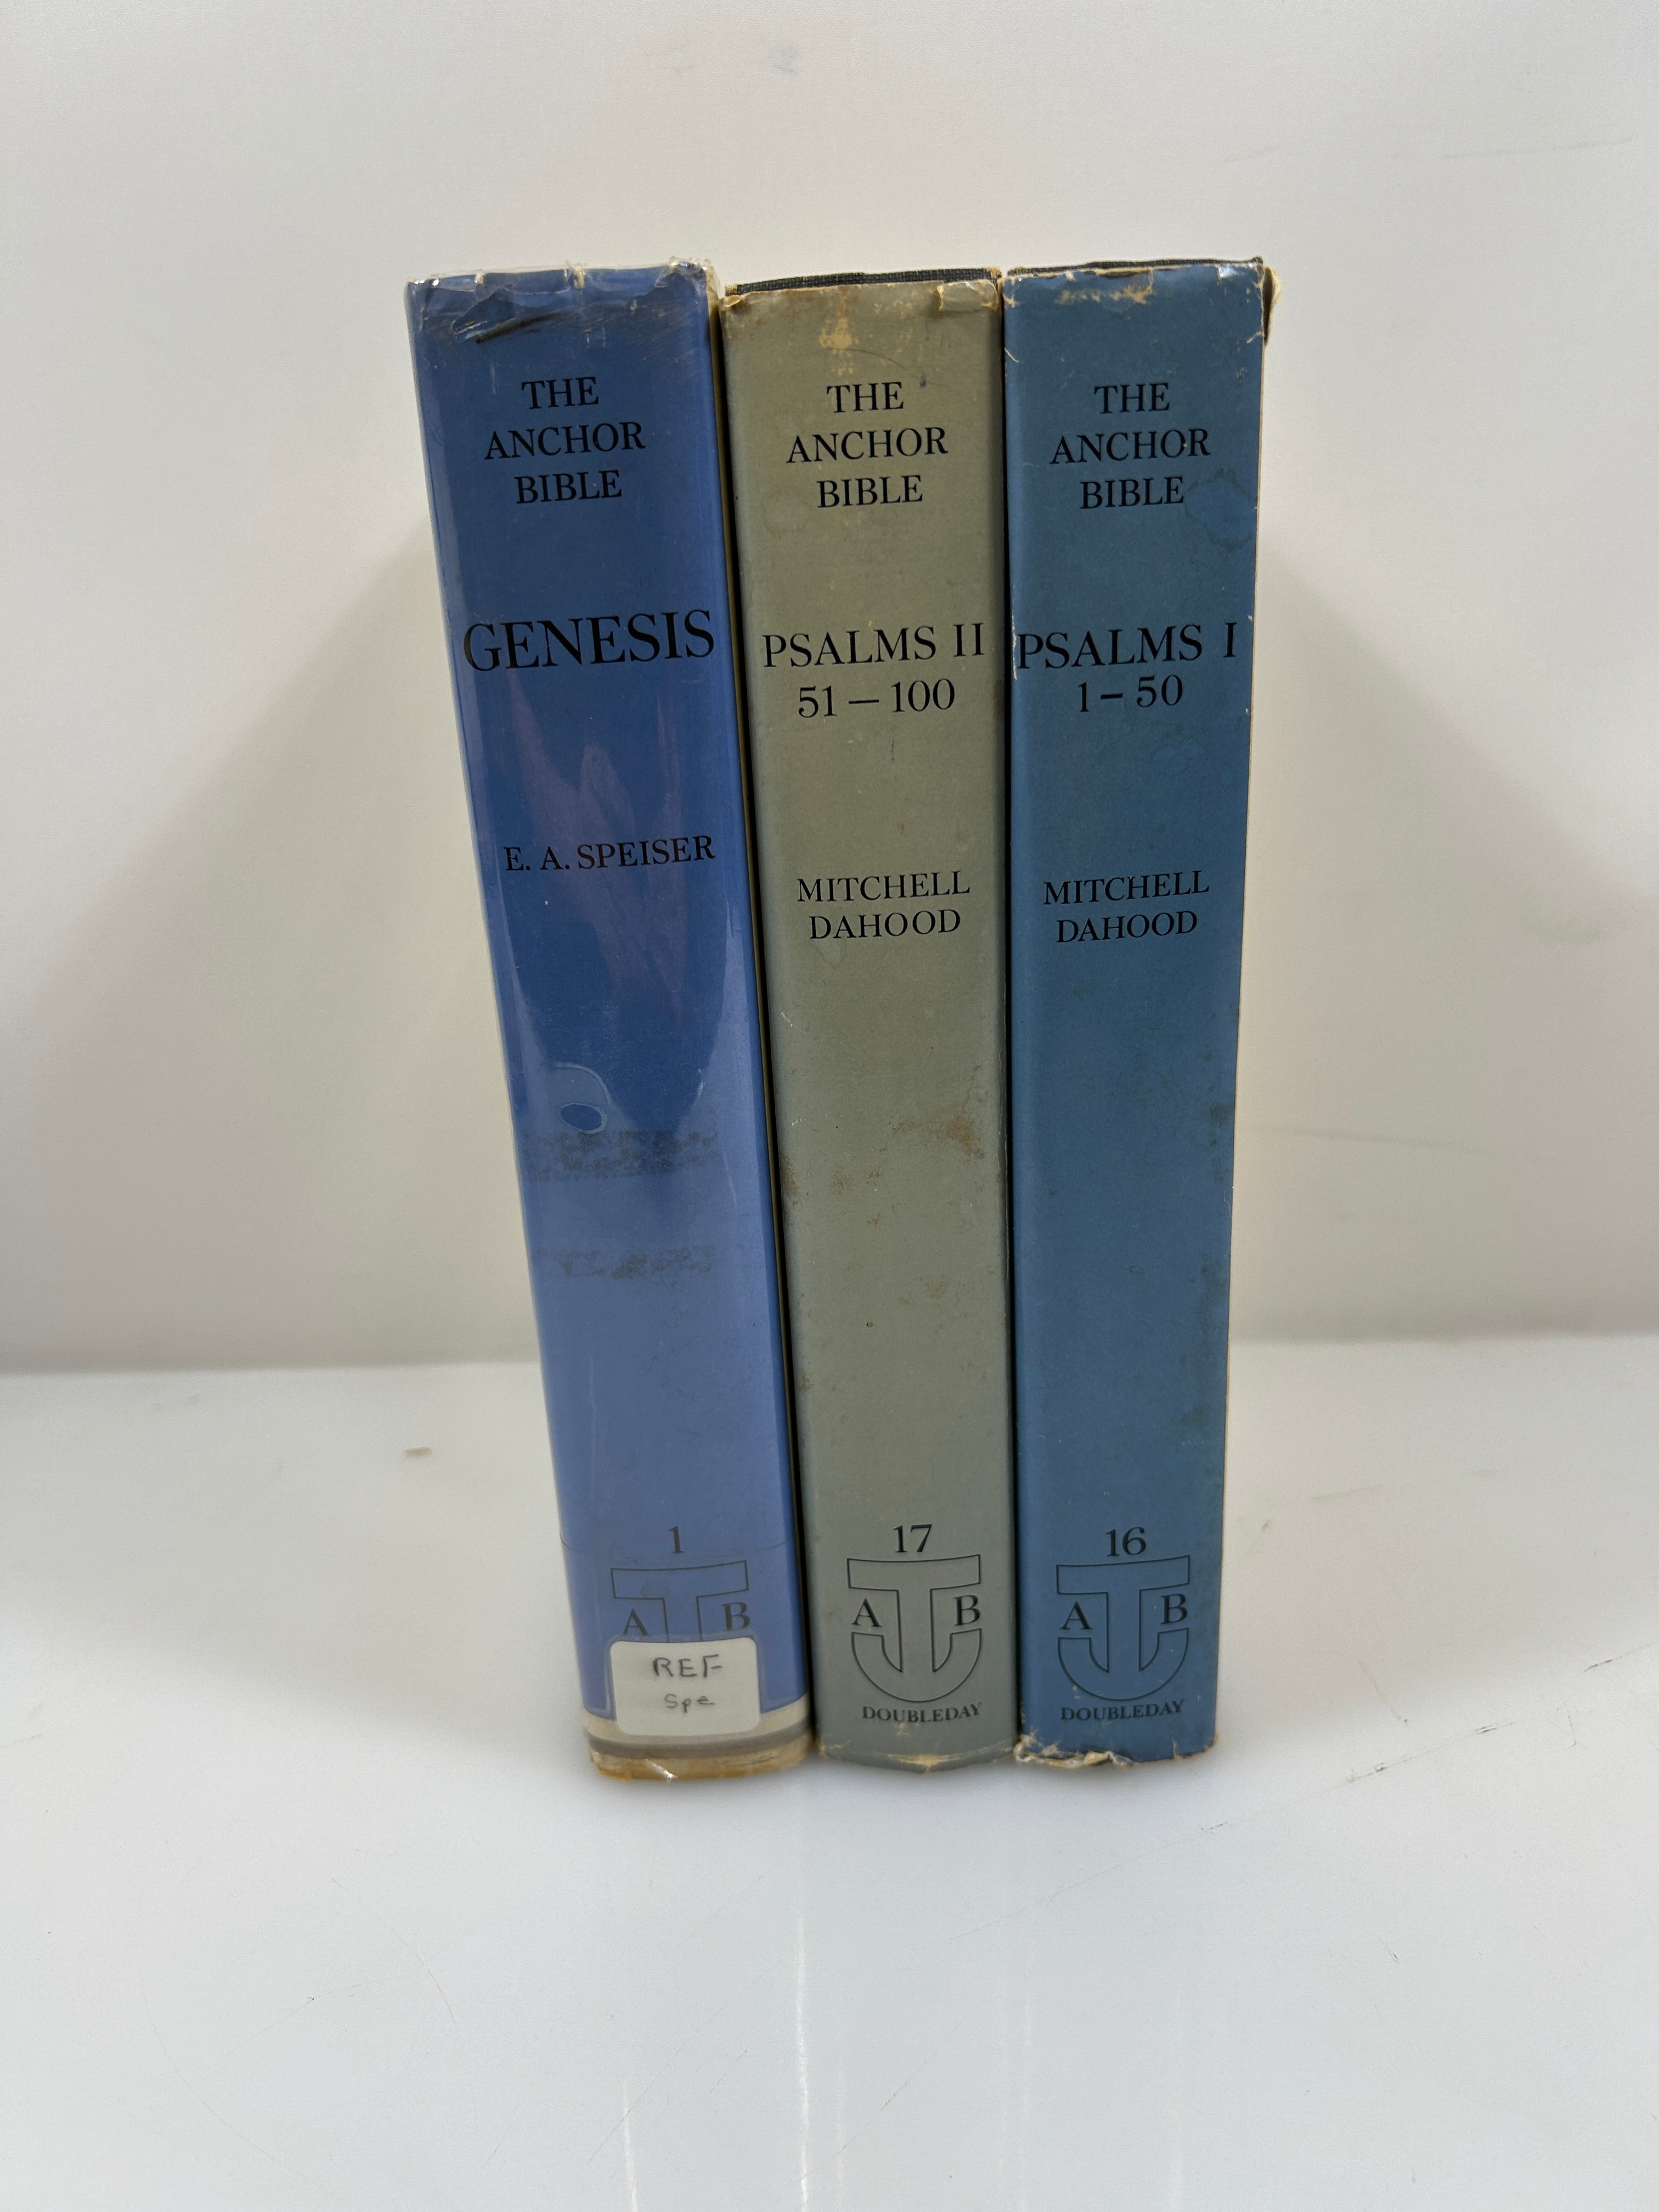 THE
ANCHOR
BIBLE
GENESIS
E. A. SPEISER
1
A B
REF
Spe
THE
ANCHOR
BIBLE
PSALMS II
51 – 100
MITCHELL
DAHOOD
17
A B
DOUBLEDAY
THE
ANCHOR
BIBLE
PSALMS I
1 – 50
MITCHELL
DAHOOD
16
A B
DOUBLEDAY